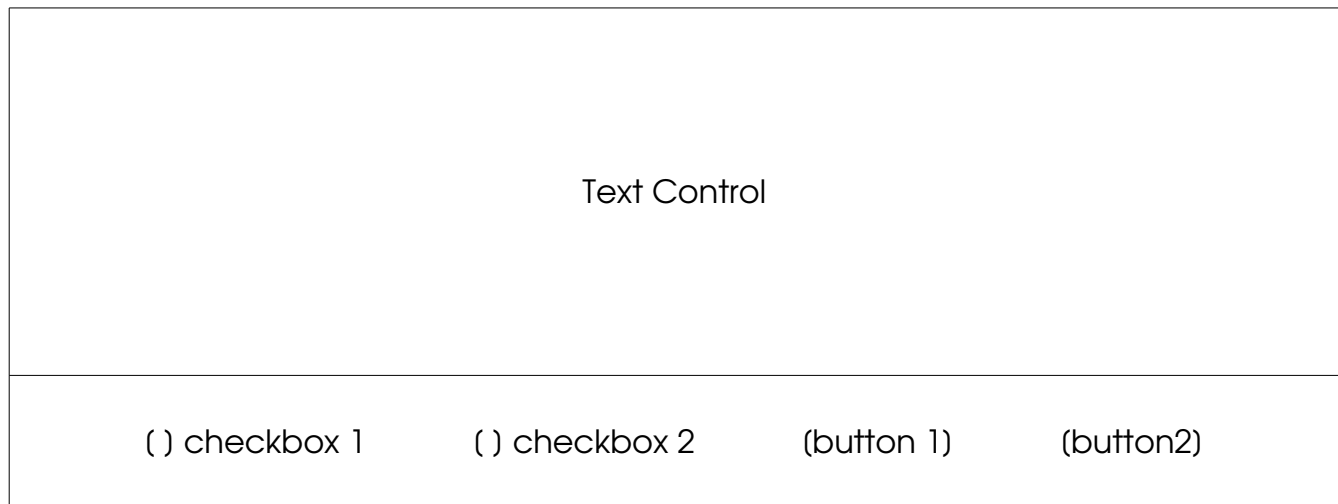 Text Control
( ) checkbox 1 ( ) checkbox 2 (button 1) (button2)